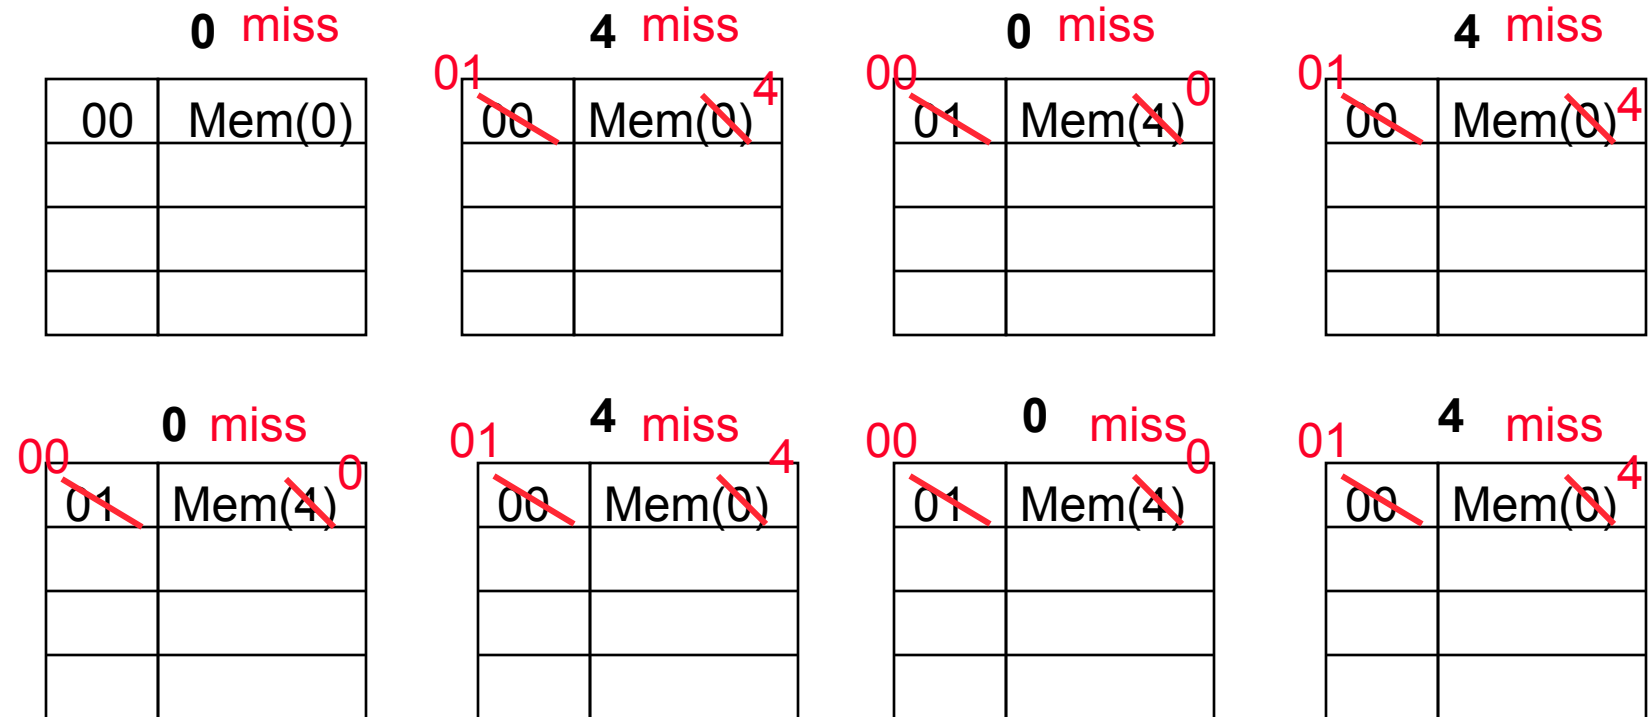 0 miss 4 miss 0 miss 4 miss
01 4 00 0 01 4
00 Mem(0) 00 Mem(0) 01 Mem(4) 00 Mem(0)
0 miss 4 miss 0 miss 4 miss
00 0 01 4 00 0 01 4
01 Mem(4) 00 Mem(0) 01 Mem(4) 00 Mem(0)